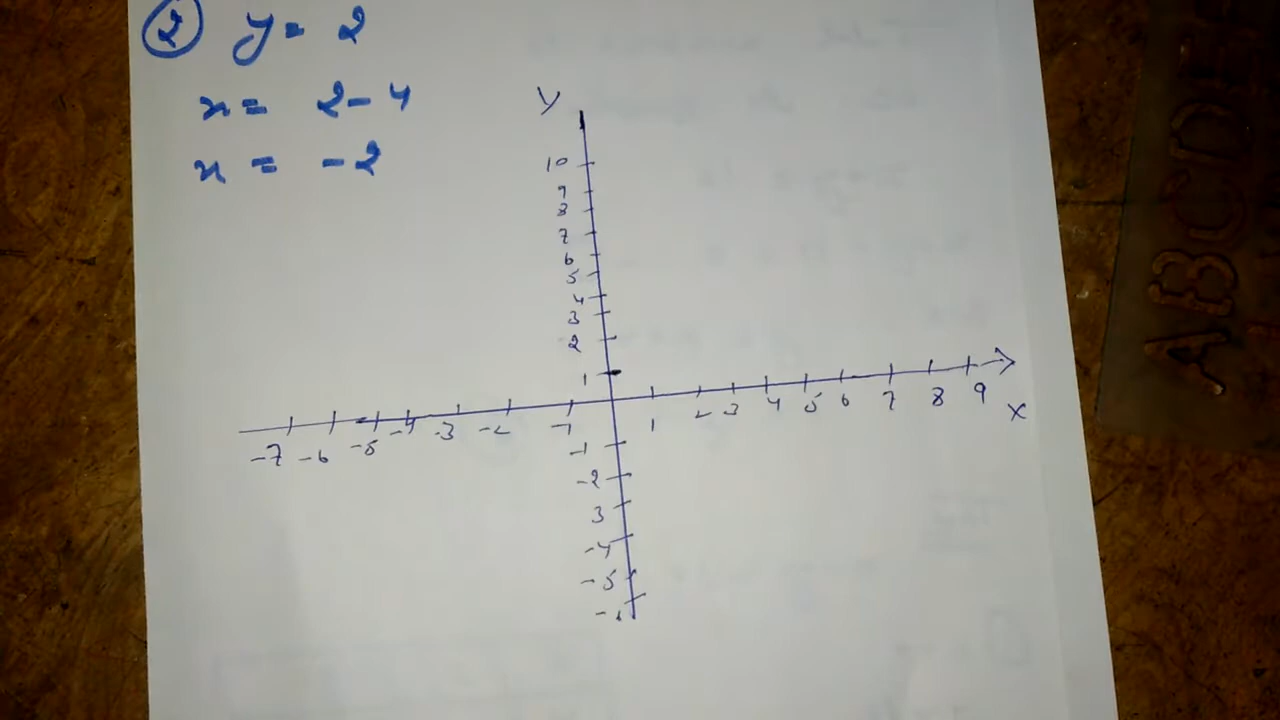 ② y = 2
x = 2 - 4
x = -2
y
10
9
8
7
6
5
4
3
2
1
-7 -6 -5 -4 -3 -2 -1 1 2 3 4 5 6 7 8 9
x
-1
-2
3
-4
-5
ABCDE